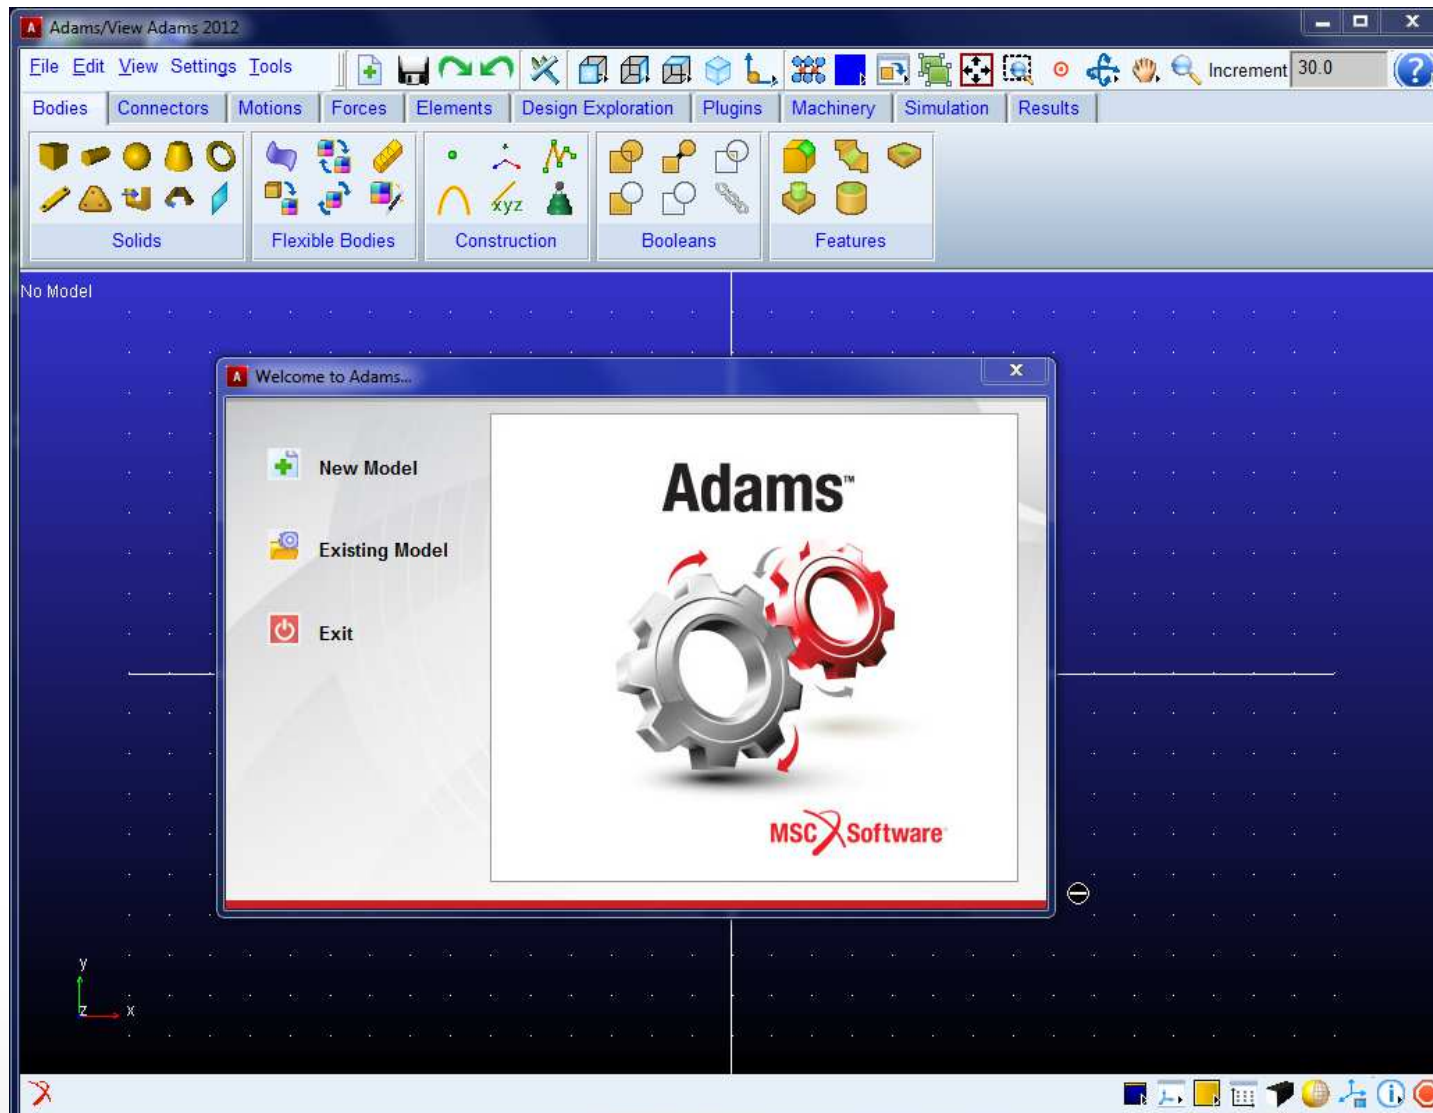 Adams/View Adams 2012
File Edit View Settings Tools
Increment 30.0
Bodies Connectors Motions Forces Elements Design Exploration Plugins Machinery Simulation Results
xyz
Solids Flexible Bodies Construction Booleans Features
No Model
Welcome to Adams...
New Model
Existing Model
Exit
Adams™
MSC Software
y
z x